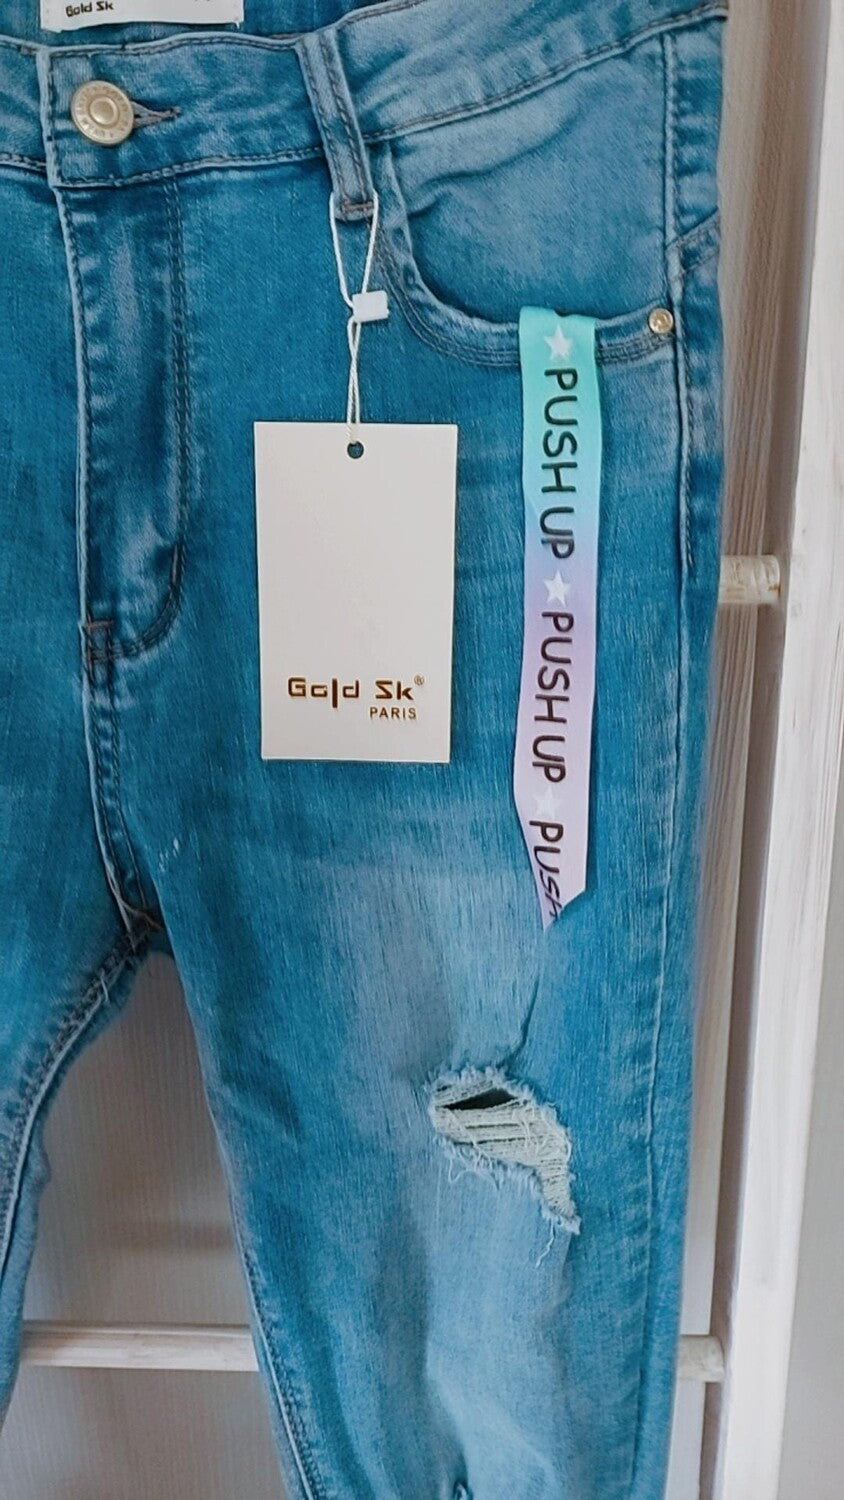 Gold Sk
Gold Sk®
PARIS
★ PUSH UP ★ PUSH UP ★ PUSH